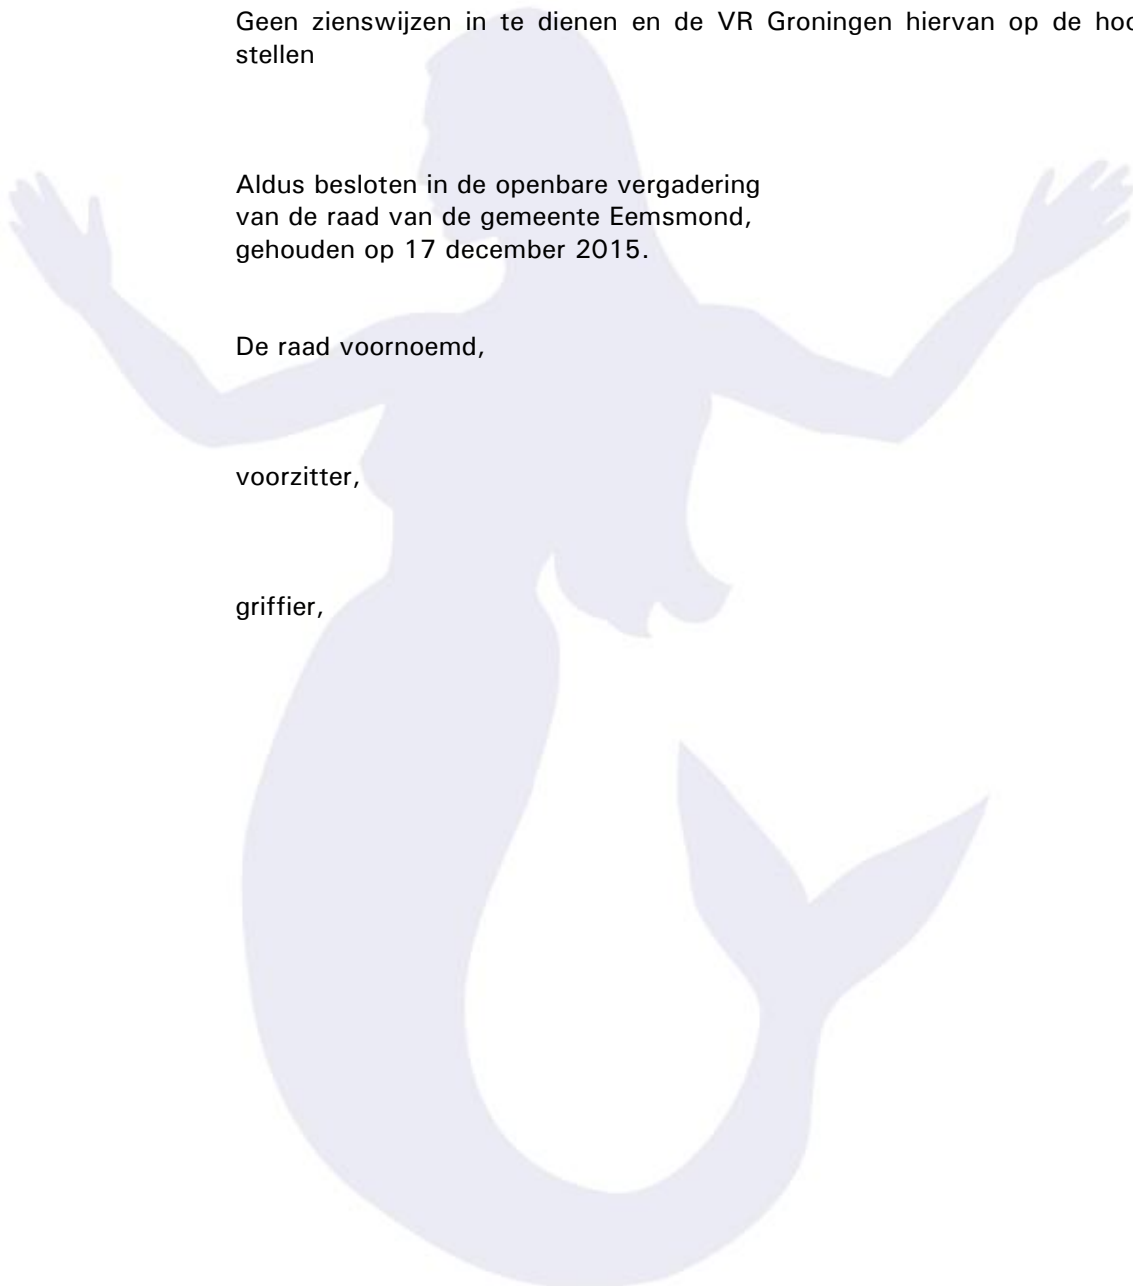 Geen zienswijzen in te dienen en de VR Groningen hiervan op de
stellen
Aldus besloten in de openbare vergadering
van de raad van de gemeente Eemsmond,
gehouden op 17 december 2015.
De raad voornoemd,
voorzitter,
griffier,